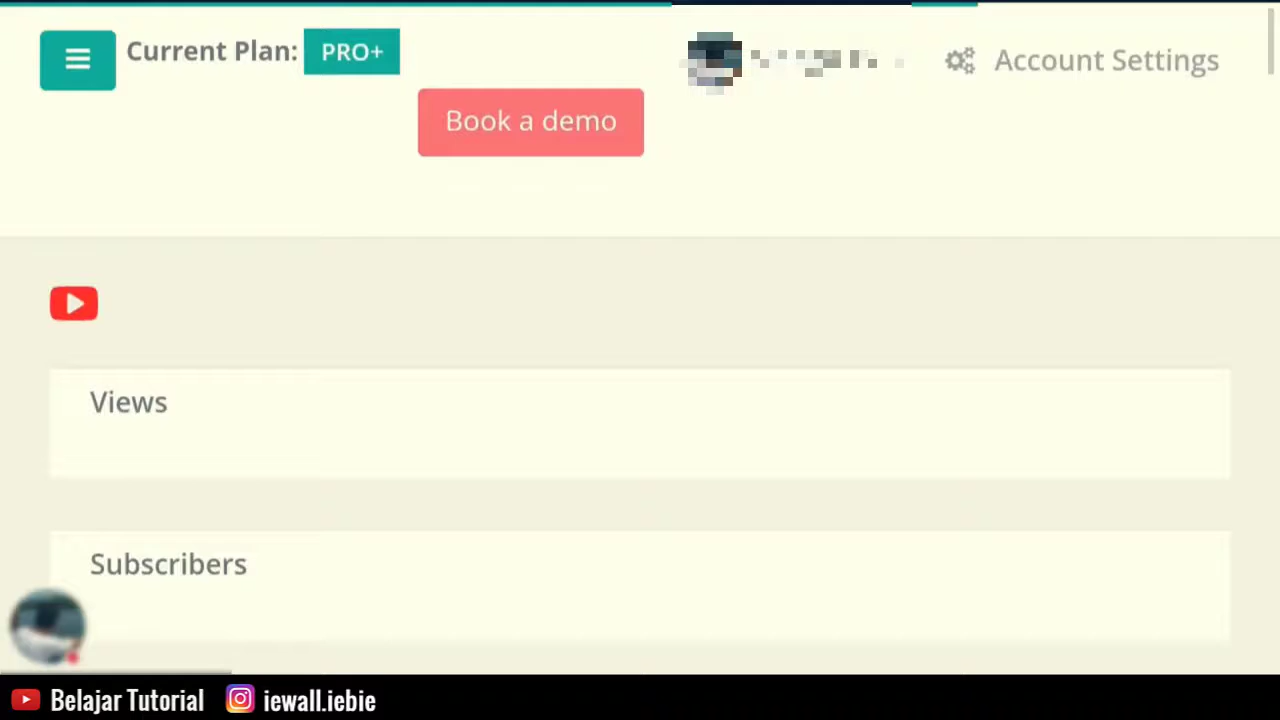 Current Plan: PRO+
Account Settings
Book a demo
Views
Subscribers
Belajar Tutorial iewall.iebie